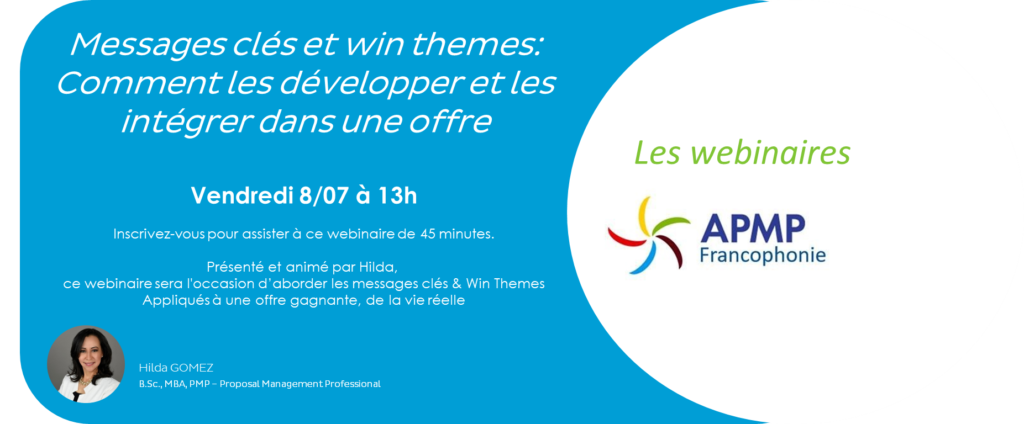 Messages clés et win themes:
Comment les développer et les
intégrer dans une offre
Vendredi 8/07 à 13h
Inscrivez-vous pour assister à ce webinaire de 45 minutes.
Présenté et animé par Hilda,
ce webinaire sera l'occasion d'aborder les messages clés & Win Themes
Appliqués à une offre gagnante, de la vie réelle
Hilda GOMEZ
B.Sc., MBA, PMP – Proposal Management Professional
Les webinaires
APMP
Francophonie